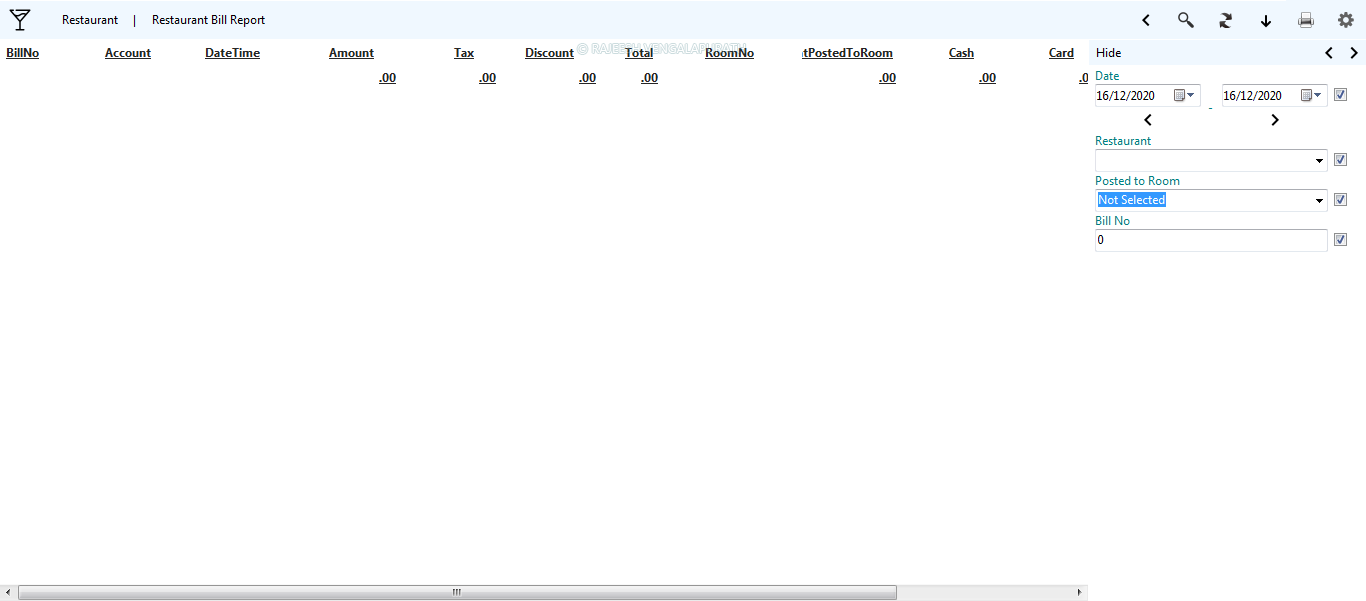 Restaurant | Restaurant Bill Report
BillNo Account DateTime Amount Tax Discount Total RoomNo tPostedToRoom Cash Card
.00 .00 .00 .00 .00 .00 .0
Hide
Date
16/12/2020 - 16/12/2020
Restaurant
Posted to Room
Not Selected
Bill No
0